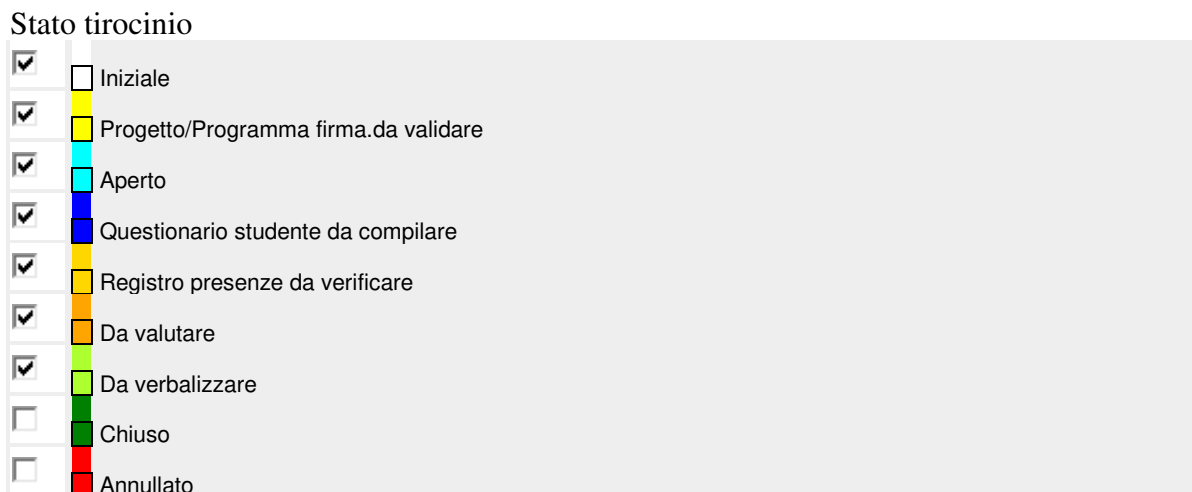 Stato tirocinio
Iniziale
Progetto/Programma firma.da validare
Aperto
Questionario studente da compilare
Registro presenze da verificare
Da valutare
Da verbalizzare
Chiuso
Annullato